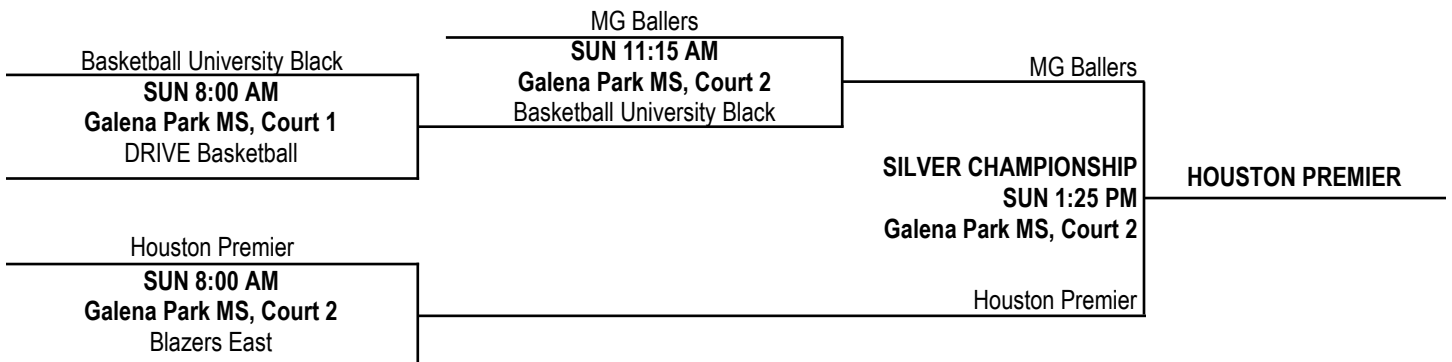 MG Ballers
Basketball University Black
SUN 11:15 AM
SUN 8:00 AM
Galena Park MS, Court 2
MG Ballers
Galena Park MS, Court 1
Basketball University Black
DRIVE Basketball
SILVER CHAMPIONSHIP
SUN 1:25 PM
Galena Park MS, Court 2
HOUSTON PREMIER
Houston Premier
SUN 8:00 AM
Galena Park MS, Court 2
Blazers East
Houston Premier